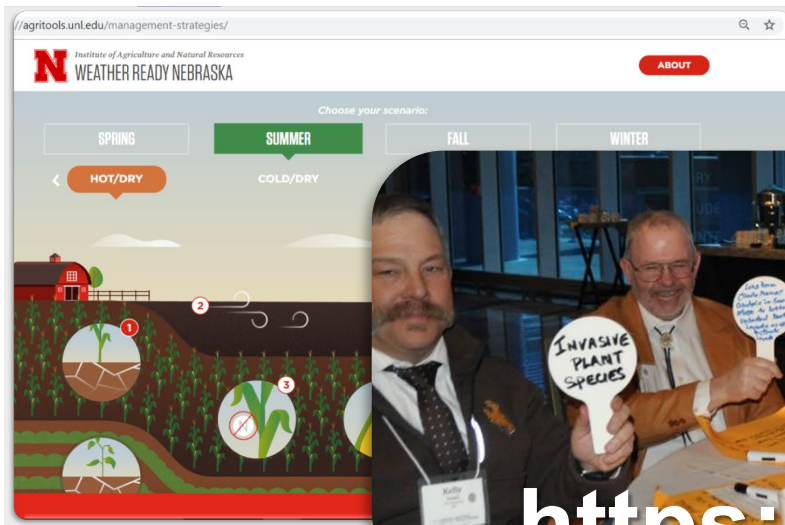 //agritools.unl.edu/management-strategies/
Institute of Agriculture and Natural Resources
N WEATHER READY NEBRASKA
ABOUT
Choose your scenario:
SPRING SUMMER FALL WINTER
HOT/DRY COLD/DRY
2
1
3
N
INVASIVE
PLANT
SPECIES
Kelly
https: